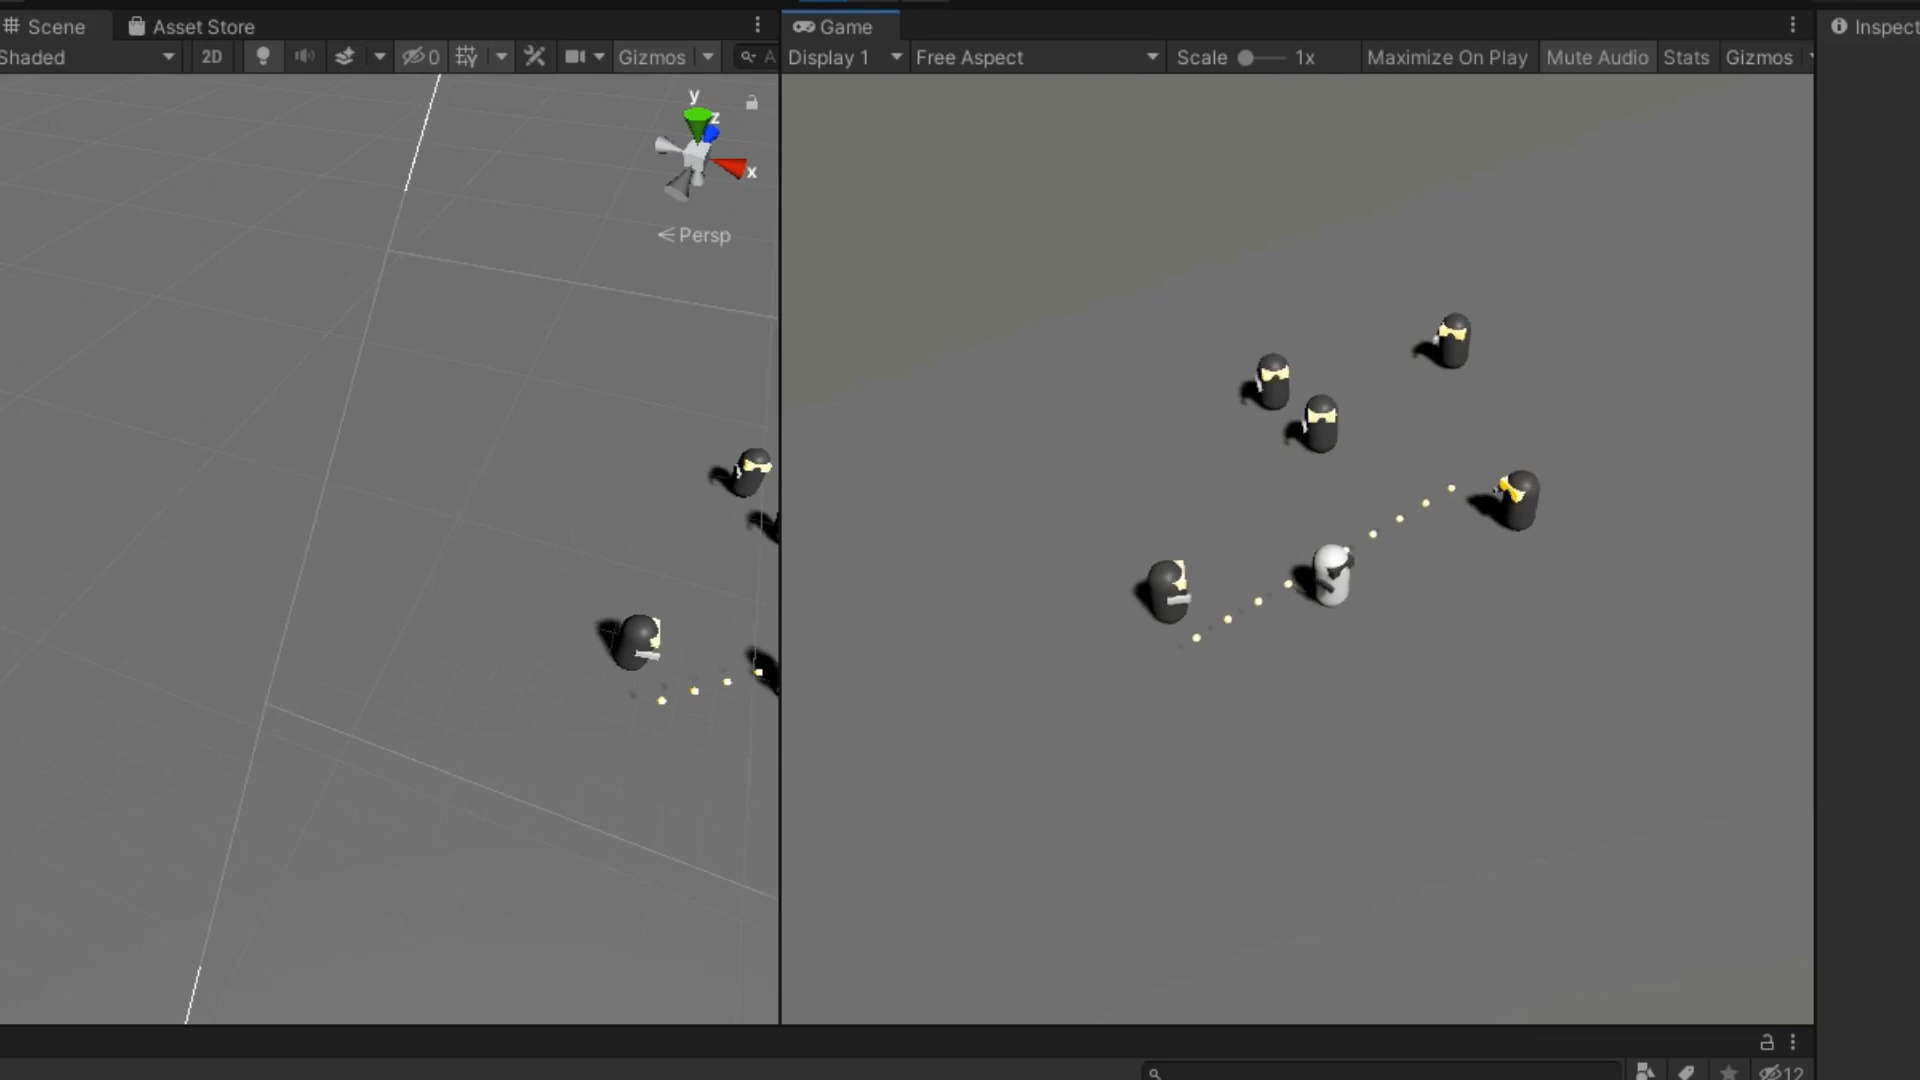 Scene Asset Store Game Inspect
Shaded 2D 0 Gizmos A Display 1 Free Aspect Scale 1x Maximize On Play Mute Audio Stats Gizmos
y
z
x
Persp
12